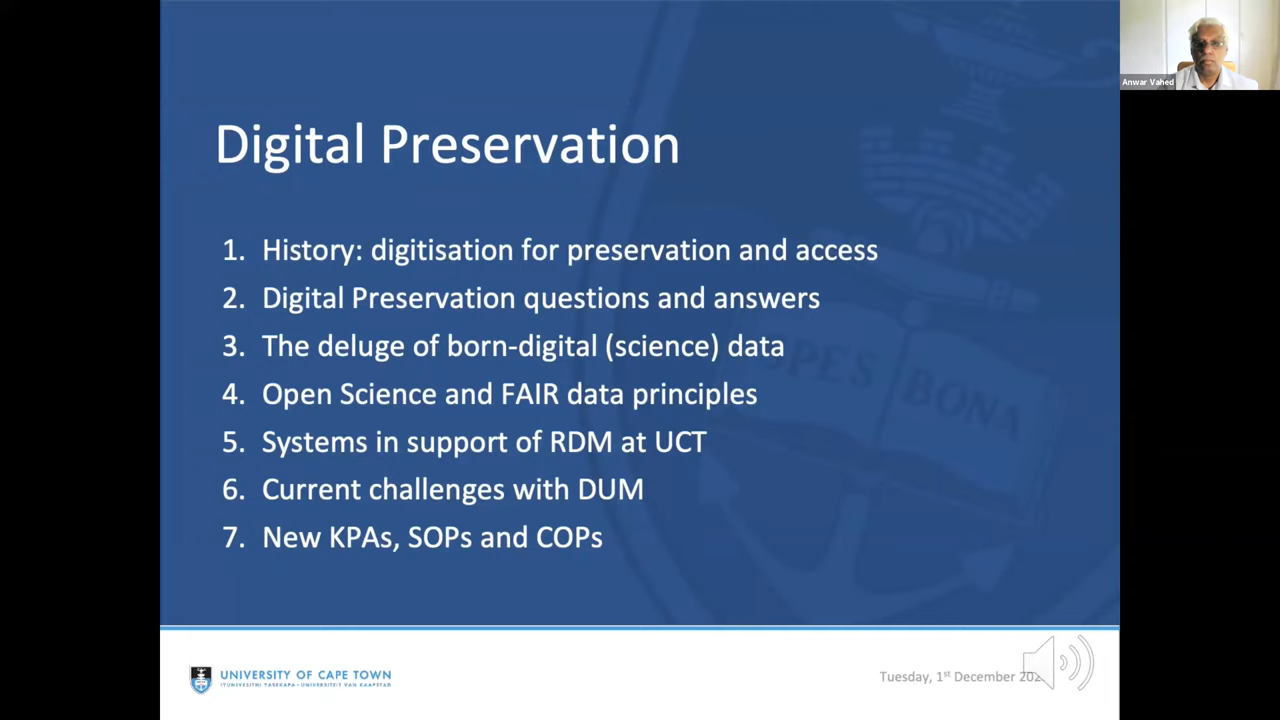 Digital Preservation
1. History: digitisation for preservation and access
2. Digital Preservation questions and answers
3. The deluge of born-digital (science) data
4. Open Science and FAIR data principles
5. Systems in support of RDM at UCT
6. Current challenges with DUM
7. New KPAs, SOPs and COPs
SPES BONA
UNIVERSITY OF CAPE TOWN
IYUNIVESITHI YASEKAPA • UNIVERSITEIT VAN KAAPSTAD
Tuesday, 1st December
Anwar Vahed